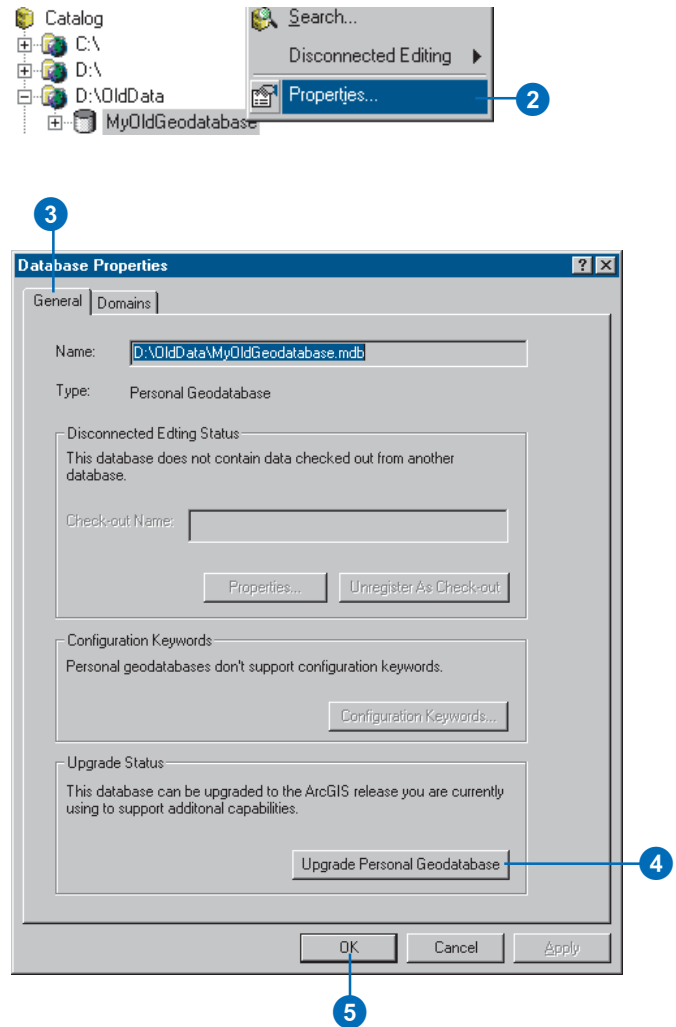 Catalog
C:\
D:\
D:\OldData
MyOldGeodatabase
Search...
Disconnected Editing
Properties...
2
3
Database Properties
General
Domains
Name: D:\OldData\MyOldGeodatabase.mdb
Type: Personal Geodatabase
Disconnected Edting Status
This database does not contain data checked out from another
database.
Check-out Name:
Properties... Unregister As Check-out
Configuration Keywords
Personal geodatabases don't support configuration keywords.
Configuration Keywords...
Upgrade Status
This database can be upgraded to the ArcGIS release you are currently
using to support additonal capabilities.
Upgrade Personal Geodatabase
4
OK Cancel Apply
5